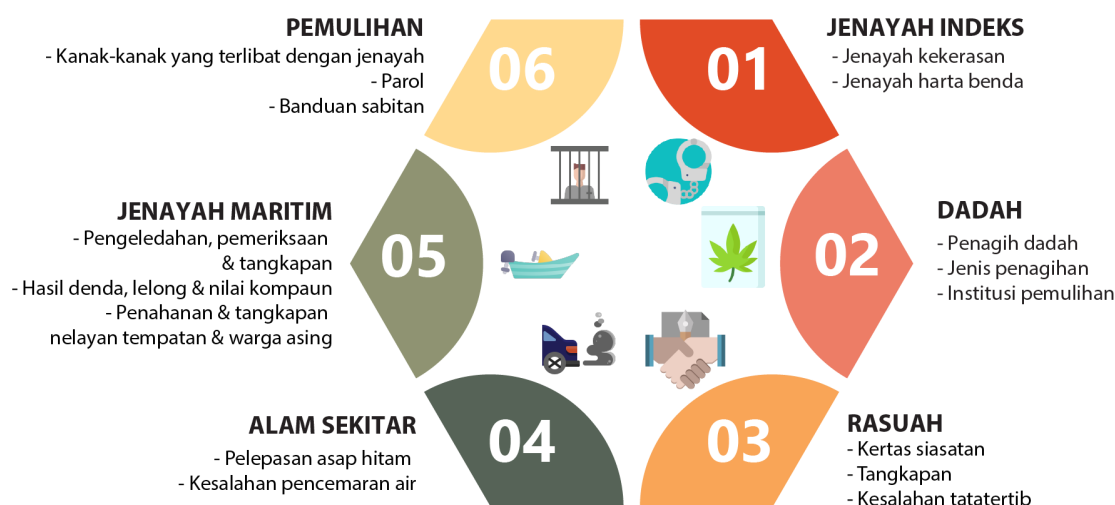 JENAYAH INDEKS
- Jenayah kekerasan
- Jenayah harta benda
01
DADAH
- Penagih dadah
- Jenis penagihan
- Institusi pemulihan
02
RASUAH
- Kertas siasatan
- Tangkapan
- Kesalahan tatatertib
03
ALAM SEKITAR
- Pelepasan asap hitam
- Kesalahan pencemaran air
04
JENAYAH MARITIM
- Pengeledahan, pemeriksaan
& tangkapan
- Hasil denda, lelong & nilai kompaun
- Penahanan & tangkapan
nelayan tempatan & warga asing
05
PEMULIHAN
- Kanak-kanak yang terlibat dengan jenayah
- Parol
- Banduan sabitan
06